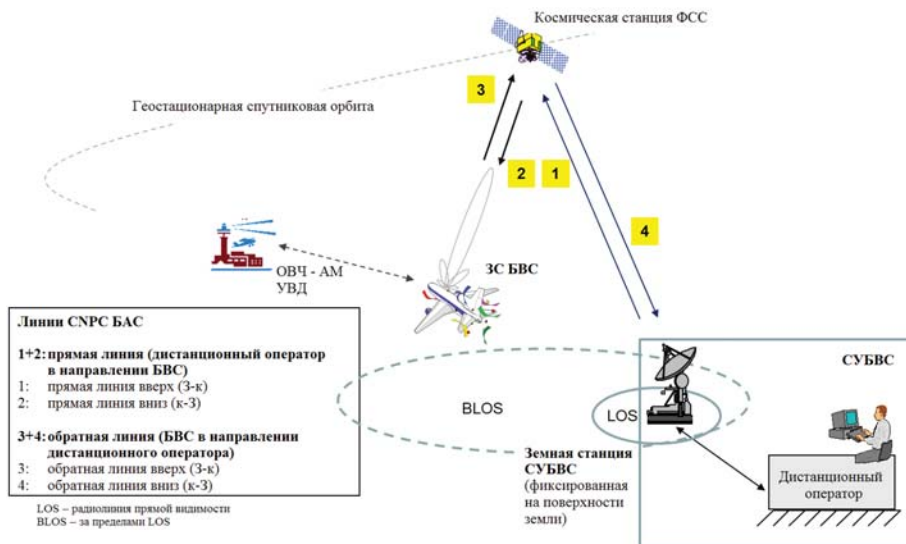 Космическая станция ФСС
3
Геостационарная спутниковая орбита
2
1
4
ЗС БВС
ОВЧ - АМ
УВД
Линии CNPC БАС
1+2: прямая линия (дистанционный оператор
в направлении БВС)
1: прямая линия вверх (З-к)
2: прямая линия вниз (к-З)
3+4: обратная линия (БВС в направлении
дистанционного оператора)
3: обратная линия вверх (З-к)
4: обратная линия вниз (к-З)
LOS – радиолиния прямой видимости
BLOS – за пределами LOS
BLOS
LOS
СУБВС
Земная станция
СУБВС
(фиксированная
на поверхности
земли)
Дистанционный
оператор